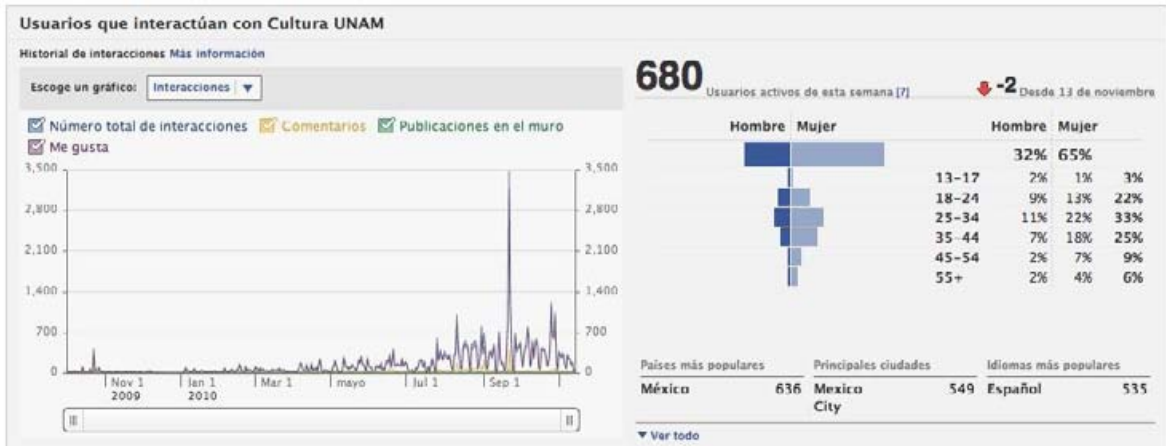 Usuarios que interactúan con Cultura UNAM
Historial de interacciones Más información
Escoge un gráfico: Interacciones
Número total de interacciones Comentarios Publicaciones en el muro
Me gusta
3,500 3,500
2,800 2,800
2,100 2,100
1,400 1,400
700 700
0 0
Nov 1 Jan 1 Mar 1 mayo Jul 1 Sep 1
2009 2010
680 Usuarios activos de esta semana [?] -2 Desde 13 de noviembre
Hombre Mujer Hombre Mujer
32% 65%
13-17 2% 1% 3%
18-24 9% 13% 22%
25-34 11% 22% 33%
35-44 7% 18% 25%
45-54 2% 7% 9%
55+ 2% 4% 6%
Países más populares Principales ciudades Idiomas más populares
México 636 Mexico 549 Español 535
City
Ver todo